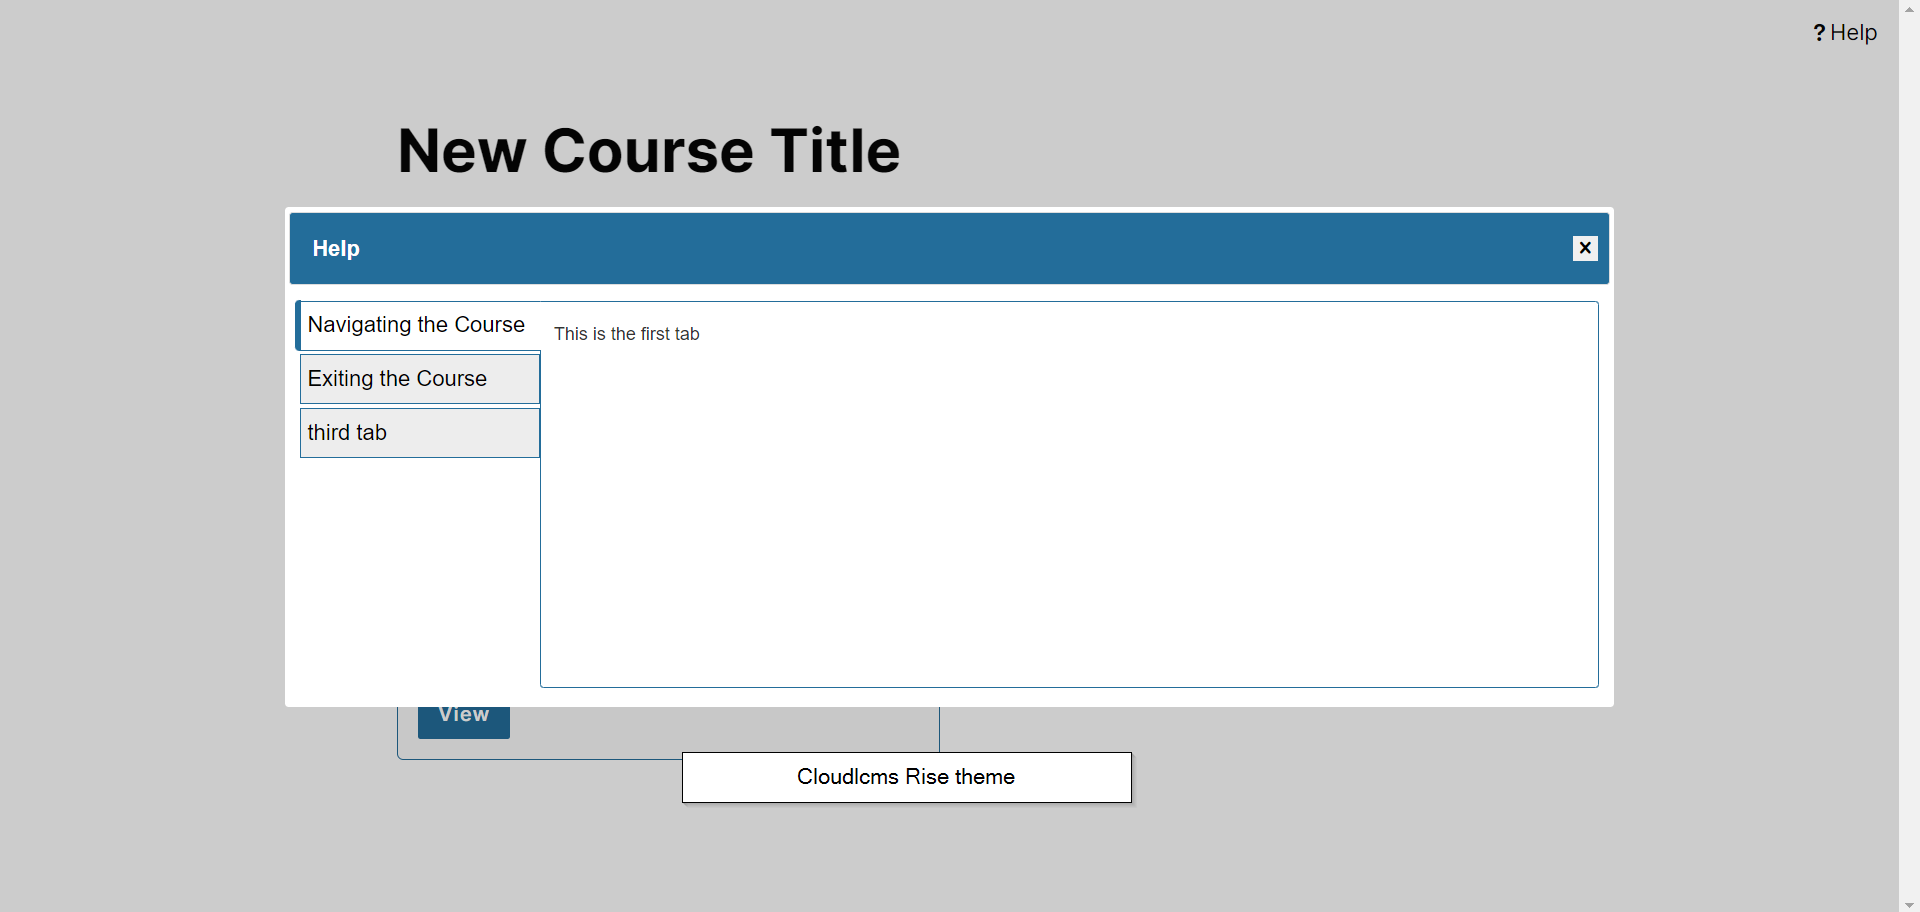 ? Help
New Course Title
Help
Navigating the Course
This is the first tab
Exiting the Course
third tab
View
Cloudlcms Rise theme